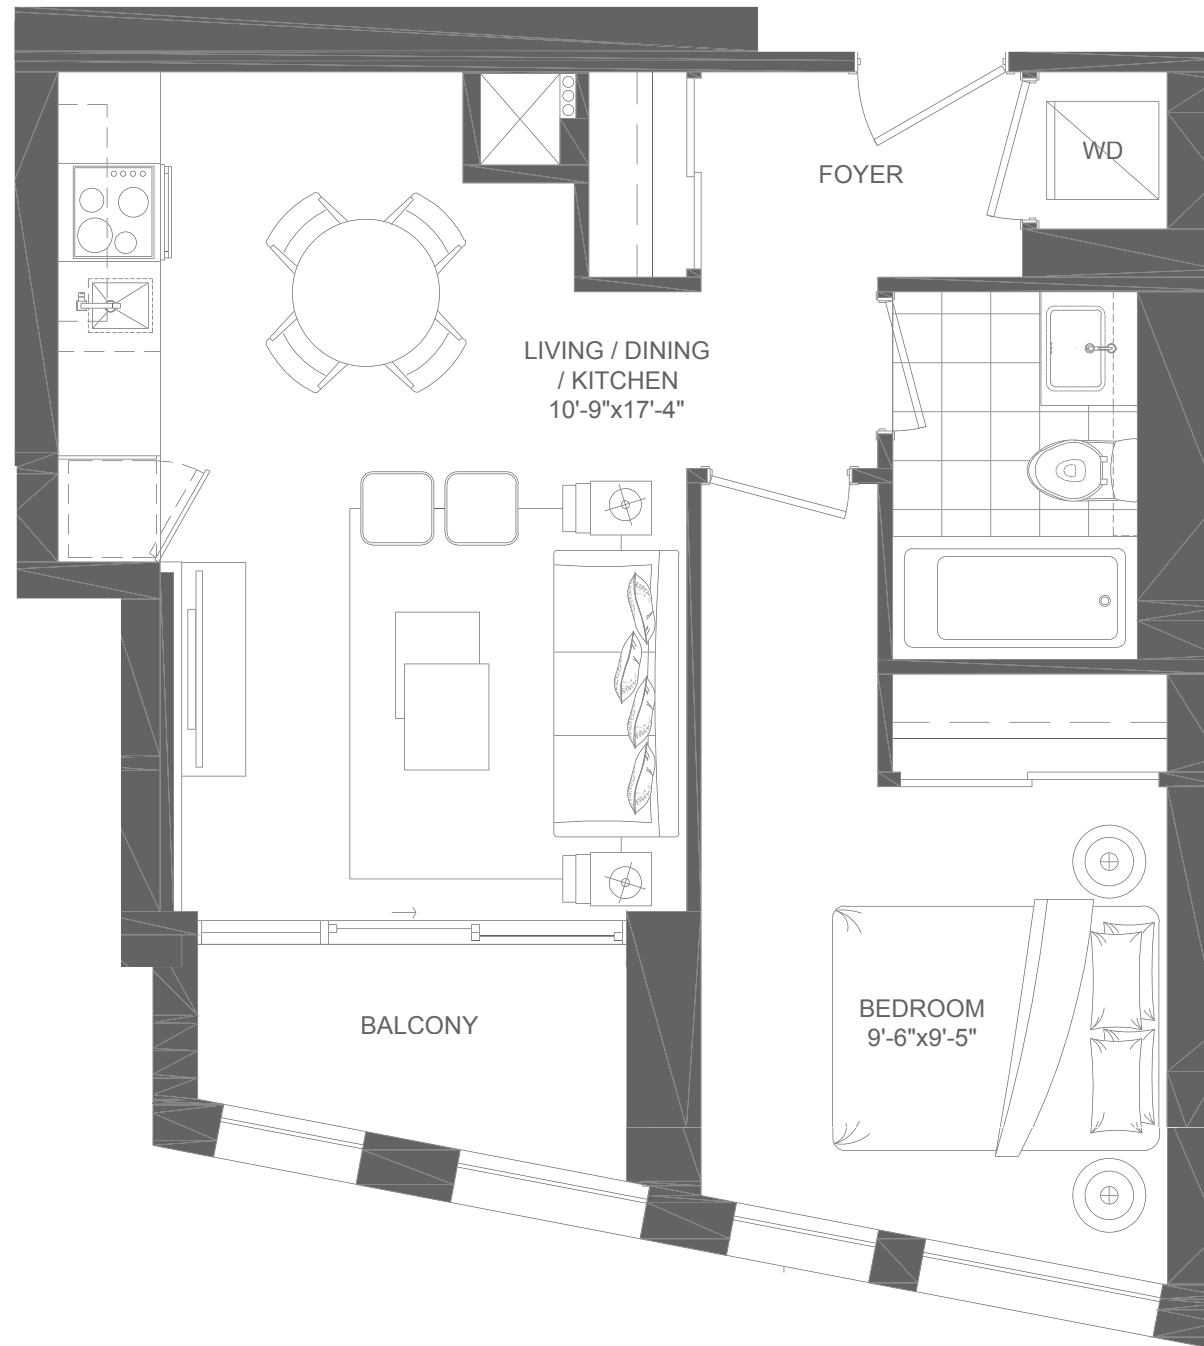 WD
FOYER
LIVING / DINING
/ KITCHEN
10'-9"x17'-4"
BEDROOM
9'-6"x9'-5"
BALCONY